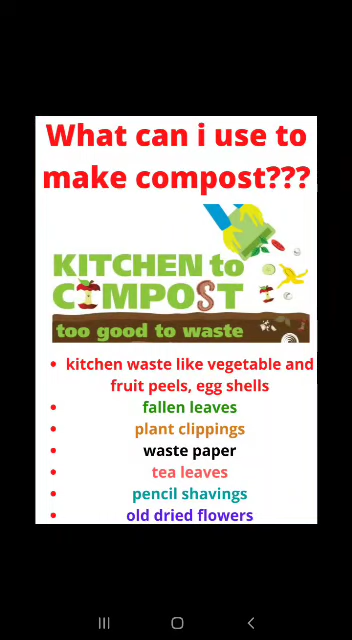 What can i use to
make compost???
KITCHEN to
COMPOST
too good to waste
• kitchen waste like vegetable and
fruit peels, egg shells
• fallen leaves
• plant clippings
• waste paper
• tea leaves
• pencil shavings
• old dried flowers